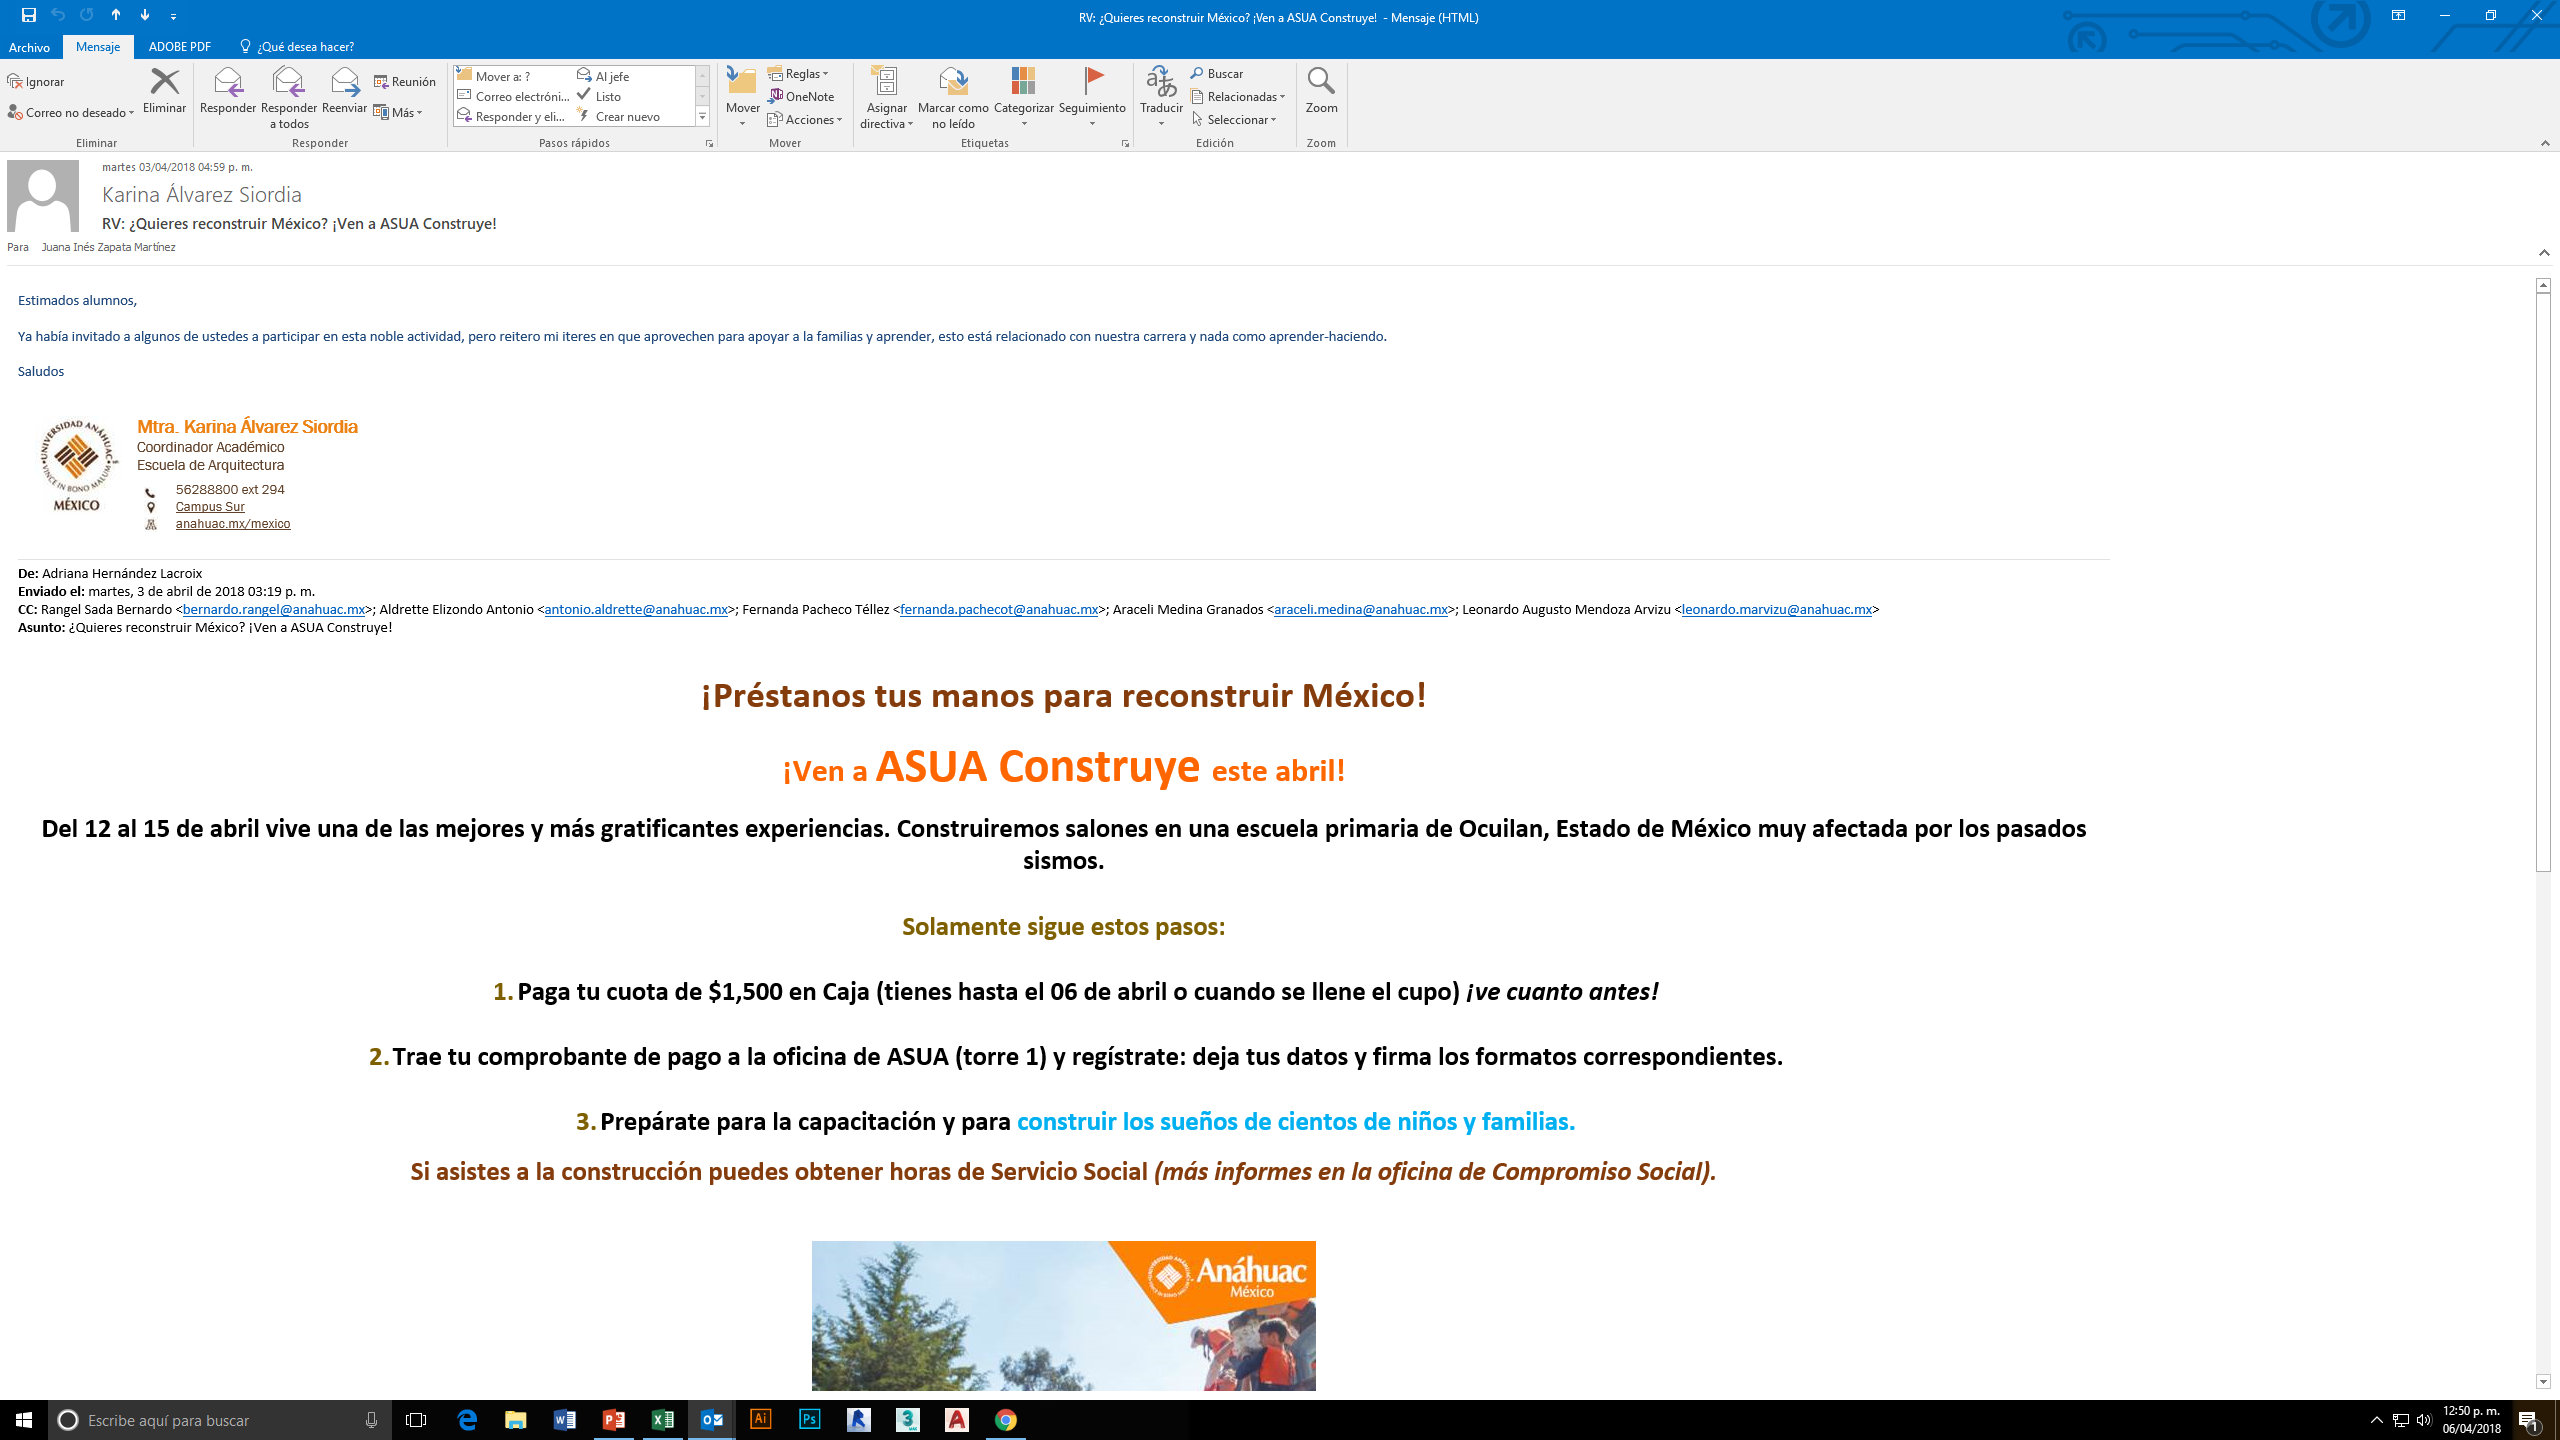 RV: ¿Quieres reconstruir México? ¡Ven a ASUA Construye! - Mensaje (HTML)
Archivo
Mensaje
ADOBE PDF
¿Qué desea hacer?
Ignorar
Correo no deseado
Eliminar
Eliminar
Responder
Responder a todos
Reenviar
Reunión
Más
Responder
Mover a: ?
Correo electróni...
Responder y eli...
Al jefe
Listo
Crear nuevo
Pasos rápidos
Mover
Reglas
OneNote
Acciones
Mover
Asignar directiva
Marcar como no leído
Categorizar
Seguimiento
Etiquetas
Traducir
Buscar
Relacionadas
Seleccionar
Edición
Zoom
Zoom
martes 03/04/2018 04:59 p. m.
Karina Álvarez Siordia
RV: ¿Quieres reconstruir México? ¡Ven a ASUA Construye!
Para Juana Inés Zapata Martínez
Estimados alumnos,
Ya había invitado a algunos de ustedes a participar en esta noble actividad, pero reitero mi iteres en que aprovechen para apoyar a la familias y aprender, esto está relacionado con nuestra carrera y nada como aprender-haciendo.
Saludos
UNIVERSIDAD ANÁHUAC
VINCE IN BONO MALUM
MÉXICO
Mtra. Karina Álvarez Siordia
Coordinador Académico
Escuela de Arquitectura
56288800 ext 294
Campus Sur
anahuac.mx/mexico
De: Adriana Hernández Lacroix
Enviado el: martes, 3 de abril de 2018 03:19 p. m.
CC: Rangel Sada Bernardo <bernardo.rangel@anahuac.mx>; Aldrette Elizondo Antonio <antonio.aldrette@anahuac.mx>; Fernanda Pacheco Téllez <fernanda.pachecot@anahuac.mx>; Araceli Medina Granados <araceli.medina@anahuac.mx>; Leonardo Augusto Mendoza Arvizu <leonardo.marvizu@anahuac.mx>
Asunto: ¿Quieres reconstruir México? ¡Ven a ASUA Construye!
¡Préstanos tus manos para reconstruir México!
¡Ven a ASUA Construye este abril!
Del 12 al 15 de abril vive una de las mejores y más gratificantes experiencias. Construiremos salones en una escuela primaria de Ocuilan, Estado de México muy afectada por los pasados
sismos.
Solamente sigue estos pasos:
1. Paga tu cuota de $1,500 en Caja (tienes hasta el 06 de abril o cuando se llene el cupo) ¡ve cuanto antes!
2. Trae tu comprobante de pago a la oficina de ASUA (torre 1) y regístrate: deja tus datos y firma los formatos correspondientes.
3. Prepárate para la capacitación y para construir los sueños de cientos de niños y familias.
Si asistes a la construcción puedes obtener horas de Servicio Social (más informes en la oficina de Compromiso Social).
Anáhuac
México
Escribe aquí para buscar
12:50 p. m.
06/04/2018
1